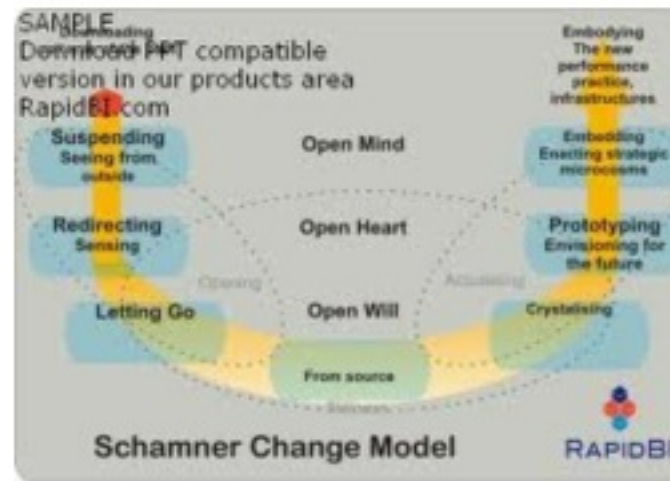 SAMPLE
Download PPT compatible
version in our products area
RapidBI.com
Downloading
Suspending
Seeing from
outside
Redirecting
Sensing
Letting Go
Open Mind
Open Heart
Open Will
Opening
Actualising
From source
Crystalising
Prototyping
Envisioning for
the future
Embedding
Enacting strategic
microcosms
Embodying
The new
performance
practice,
infrastructures
Schamner Change Model
RAPIDBI